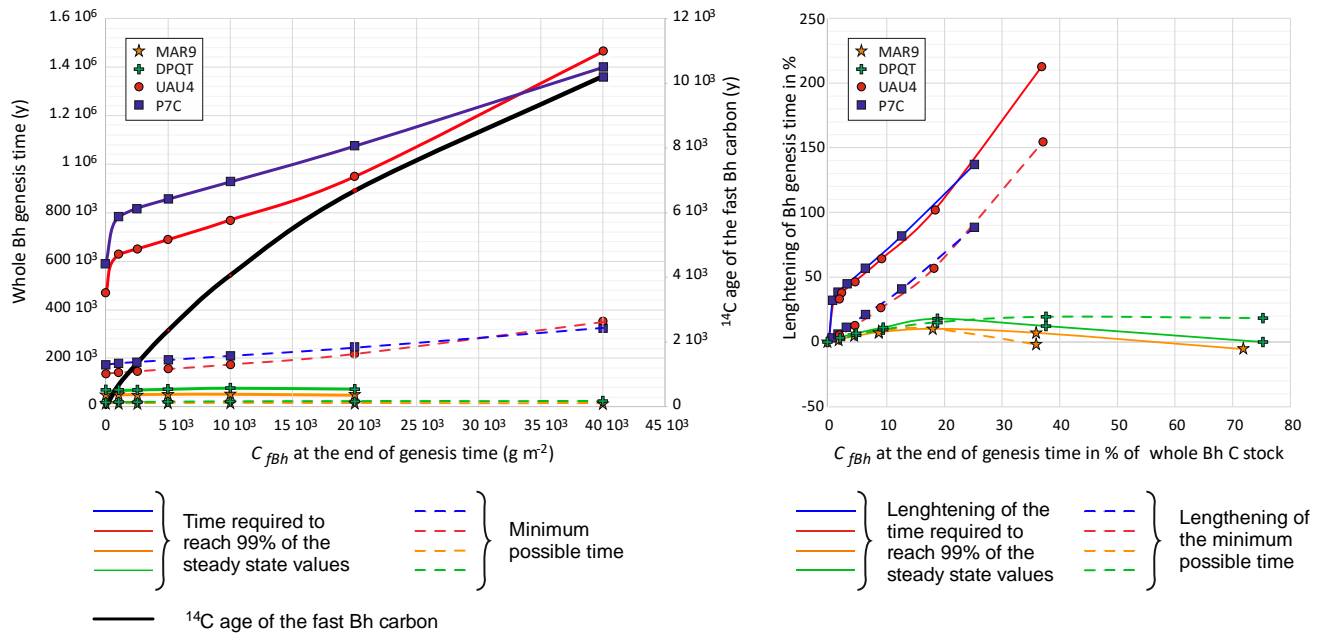 1.6 10⁶
1.4 10⁶
1.2 10⁶
1 10⁶
800 10³
600 10³
400 10³
200 10³
0
Whole Bh genesis time (y)
MAR9
DPQT
UAU4
P7C
12 10³
10 10³
8 10³
6 10³
4 10³
2 10³
0
¹⁴C age of the fast Bh carbon (y)
0 5 10³ 10 10³ 15 10³ 20 10³ 25 10³ 30 10³ 35 10³ 40 10³ 45 10³
C fBh at the end of genesis time (g m⁻²)
250
200
150
100
50
0
-50
Lenghtening of Bh genesis time in %
MAR9
DPQT
UAU4
P7C
0 10 20 30 40 50 60 70 80
C fBh at the end of genesis time in % of whole Bh C stock
Time required to
reach 99% of the
steady state values
Minimum
possible time
¹⁴C age of the fast Bh carbon
Lenghtening of the
time required to
reach 99% of the
steady state values
Lengthening of
the minimum
possible time